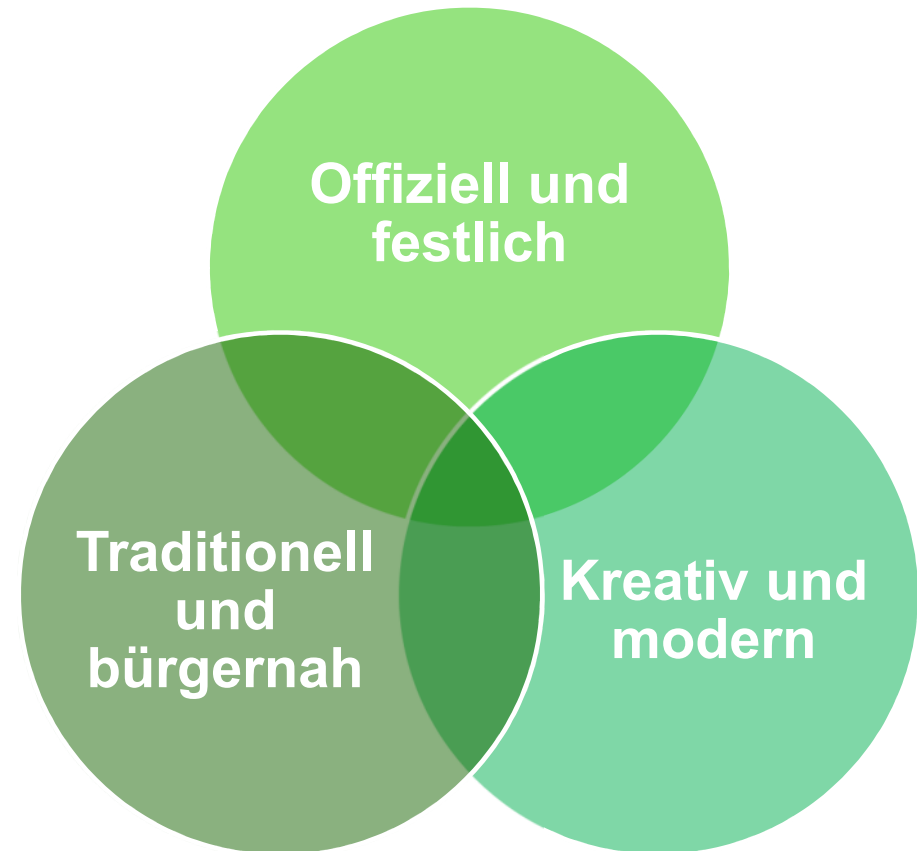 Offiziell und
festlich
Traditionell
und
bürgernah
Kreativ und
modern